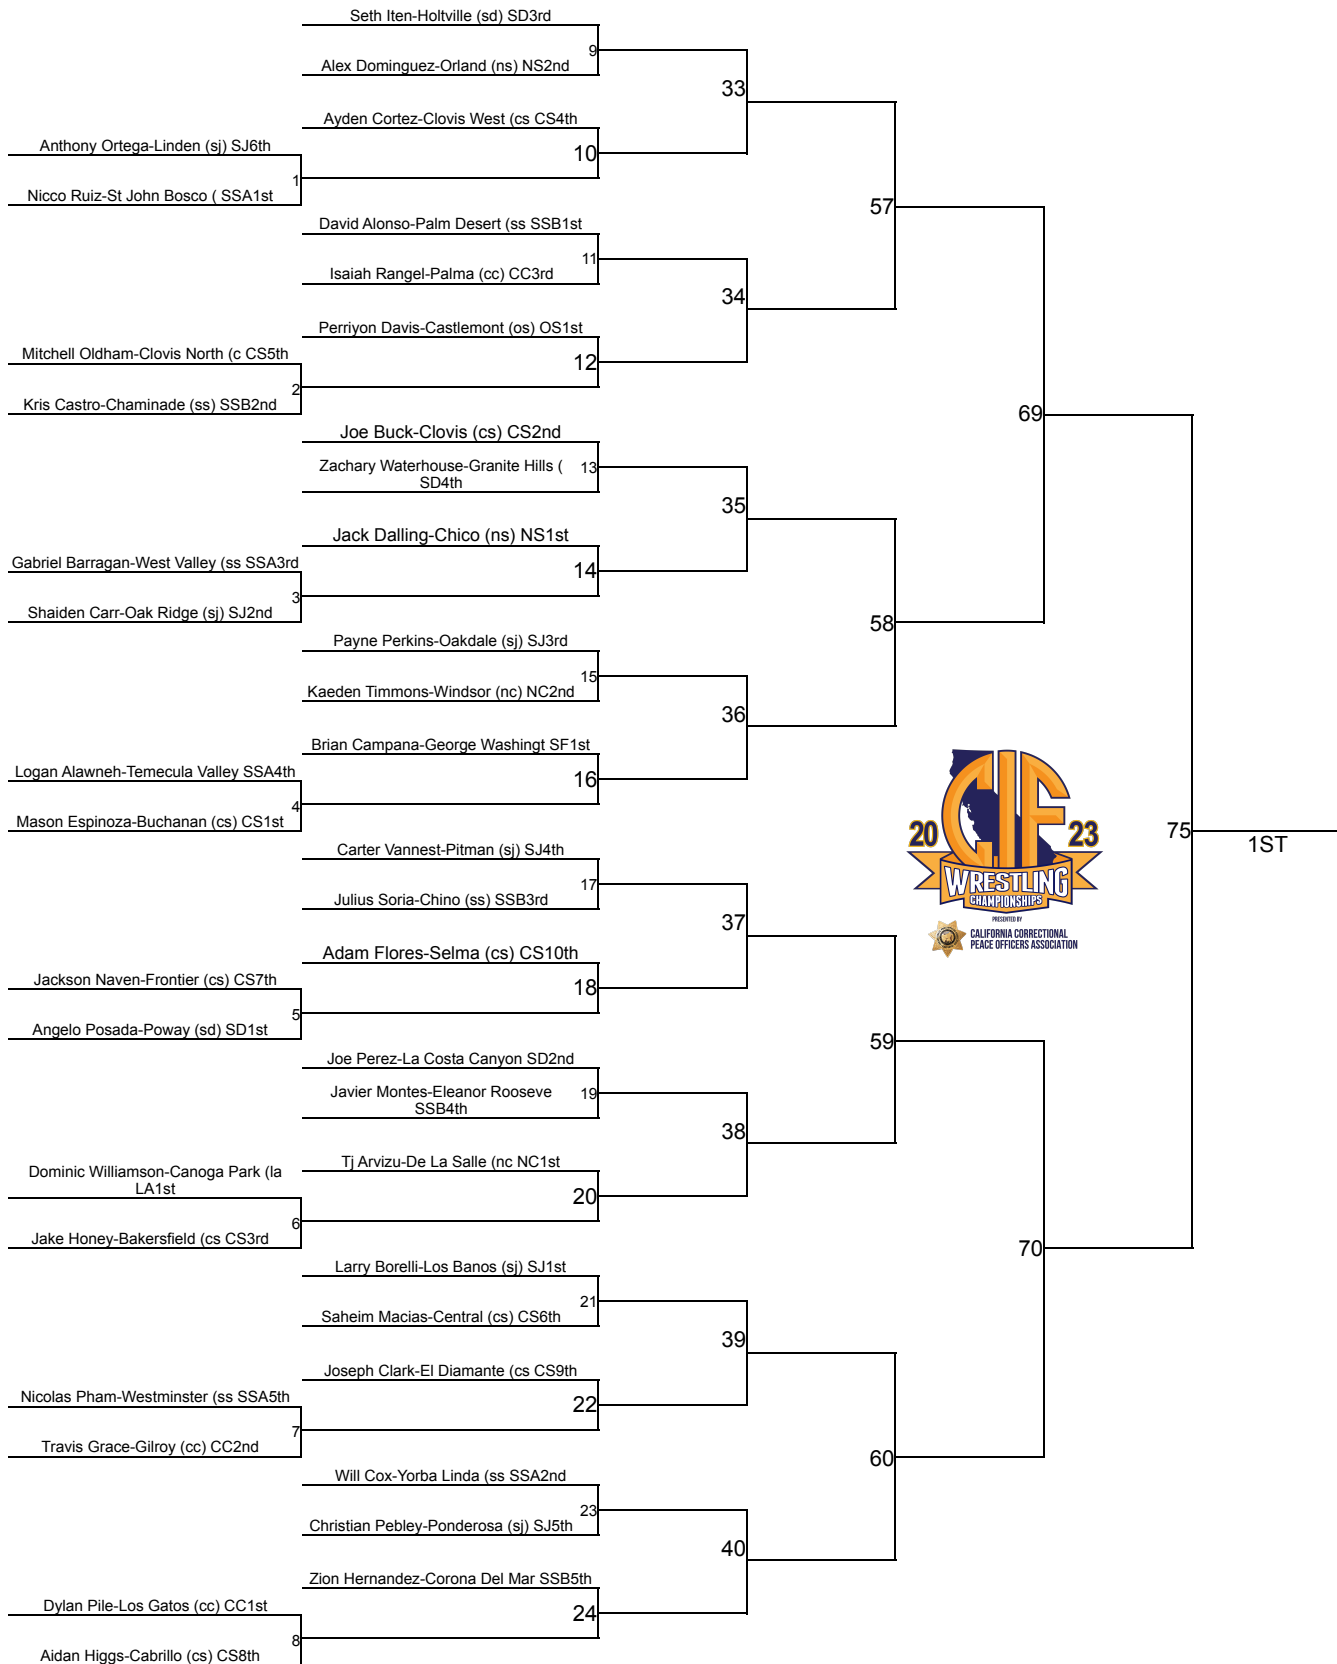 Seth Iten-Holtville (sd) SD3rd
9
Alex Dominguez-Orland (ns) NS2nd
33
Ayden Cortez-Clovis West (cs CS4th
Anthony Ortega-Linden (sj) SJ6th
10
1
Nicco Ruiz-St John Bosco ( SSA1st
57
David Alonso-Palm Desert (ss SSB1st
11
Isaiah Rangel-Palma (cc) CC3rd
34
Perriyon Davis-Castlemont (os) OS1st
Mitchell Oldham-Clovis North (c CS5th
12
2
Kris Castro-Chaminade (ss) SSB2nd
69
Joe Buck-Clovis (cs) CS2nd
Zachary Waterhouse-Granite Hills (
SD4th
13
35
Jack Dalling-Chico (ns) NS1st
Gabriel Barragan-West Valley (ss SSA3rd
14
3
Shaiden Carr-Oak Ridge (sj) SJ2nd
58
Payne Perkins-Oakdale (sj) SJ3rd
15
Kaeden Timmons-Windsor (nc) NC2nd
36
Brian Campana-George Washingt SF1st
Logan Alawneh-Temecula Valley SSA4th
16
4
Mason Espinoza-Buchanan (cs) CS1st
20 CIF 23
WRESTLING
CHAMPIONSHIPS
PRESENTED BY
CALIFORNIA CORRECTIONAL
PEACE OFFICERS ASSOCIATION
75
1ST
Carter Vannest-Pitman (sj) SJ4th
17
Julius Soria-Chino (ss) SSB3rd
37
Adam Flores-Selma (cs) CS10th
Jackson Naven-Frontier (cs) CS7th
18
5
Angelo Posada-Poway (sd) SD1st
59
Joe Perez-La Costa Canyon SD2nd
Javier Montes-Eleanor Rooseve
SSB4th
19
38
Tj Arvizu-De La Salle (nc NC1st
Dominic Williamson-Canoga Park (la
LA1st
20
6
Jake Honey-Bakersfield (cs CS3rd
70
Larry Borelli-Los Banos (sj) SJ1st
21
Saheim Macias-Central (cs) CS6th
39
Joseph Clark-El Diamante (cs CS9th
Nicolas Pham-Westminster (ss SSA5th
22
7
Travis Grace-Gilroy (cc) CC2nd
60
Will Cox-Yorba Linda (ss SSA2nd
23
Christian Pebley-Ponderosa (sj) SJ5th
40
Zion Hernandez-Corona Del Mar SSB5th
Dylan Pile-Los Gatos (cc) CC1st
24
8
Aidan Higgs-Cabrillo (cs) CS8th